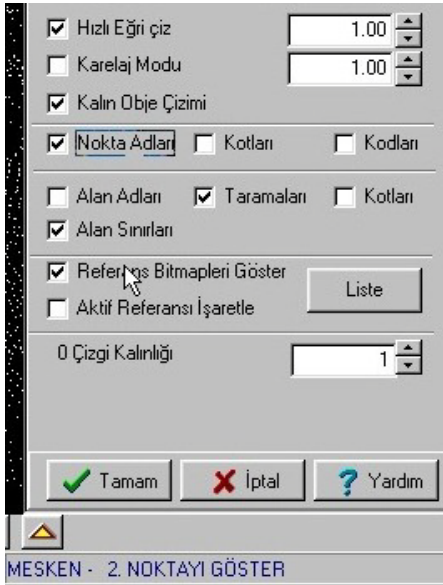 Hızlı Eğri çiz 1.00
Karelaj Modu 1.00
Kalın Obje Çizimi
Nokta Adları Kotları Kodları
Alan Adları Taramaları Kotları
Alan Sınırları
Referans Bitmapleri Göster
Liste
Aktif Referansı İşaretle
0 Çizgi Kalınlığı 1
Tamam İptal Yardım
MESKEN - 2. NOKTAYI GÖSTER